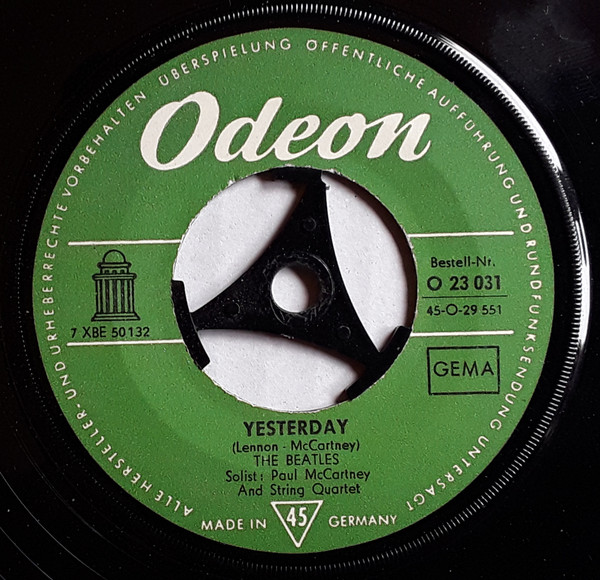 ALLE HERSTELLER- UND URHEBERRECHTE VORBEHALTEN ÜBERSPIELUNG ÖFFENTLICHE AUFFÜHRUNG UND RUNDFUNKSENDUNG UNTERSAGT
Odeon
7 XBE 50132
Bestell-Nr.
O 23 031
45-O-29 551
GEMA
YESTERDAY
(Lennon - McCartney)
THE BEATLES
Solist: Paul McCartney
And String Quartet
MADE IN 45 GERMANY